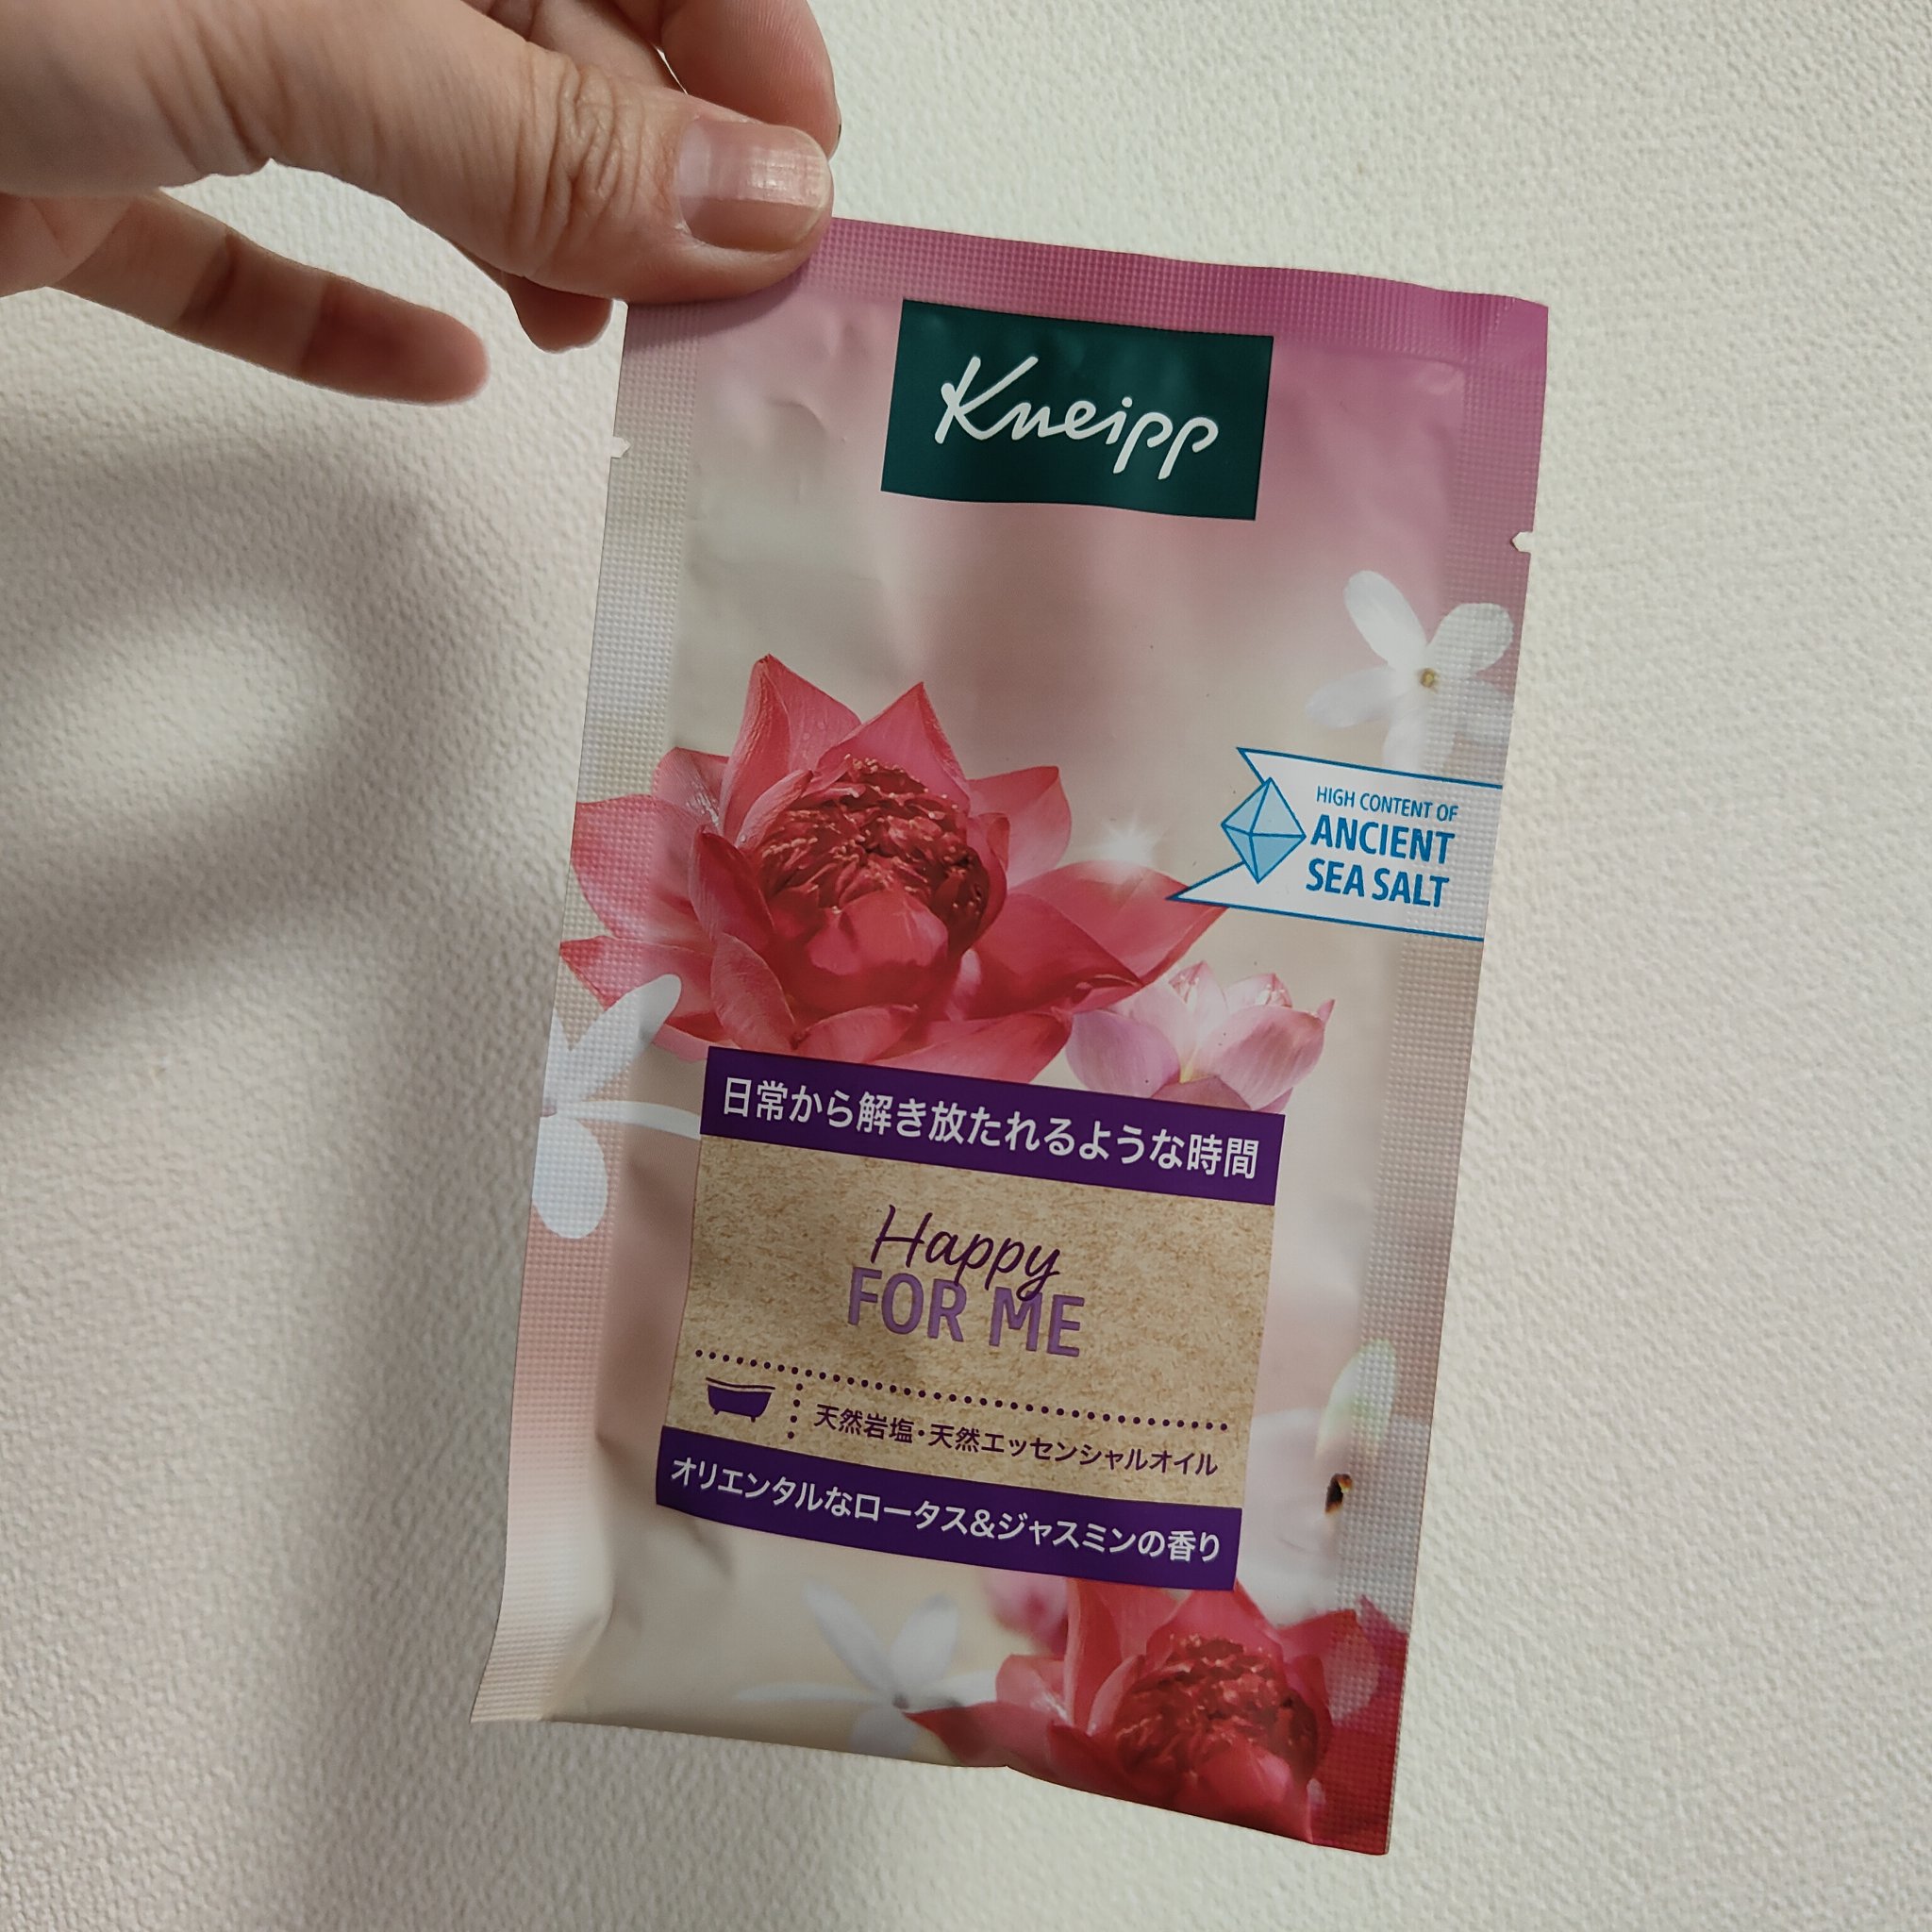 Kneipp
HIGH CONTENT OF
ANCIENT
SEA SALT
日常から解き放たれるような時間
Happy
FOR ME
天然岩塩・天然エッセンシャルオイル
オリエンタルなロータス&ジャスミンの香り